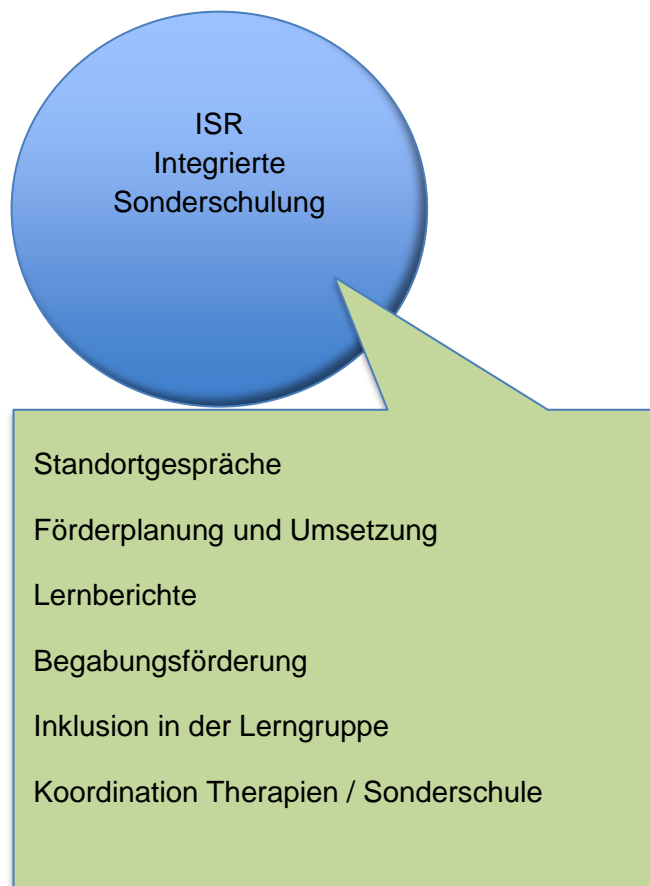 ISR
Integrierte
Sonderschulung
Standortgespräche
Förderplanung und Umsetzung
Lernberichte
Begabungsförderung
Inklusion in der Lerngruppe
Koordination Therapien / Sonderschule